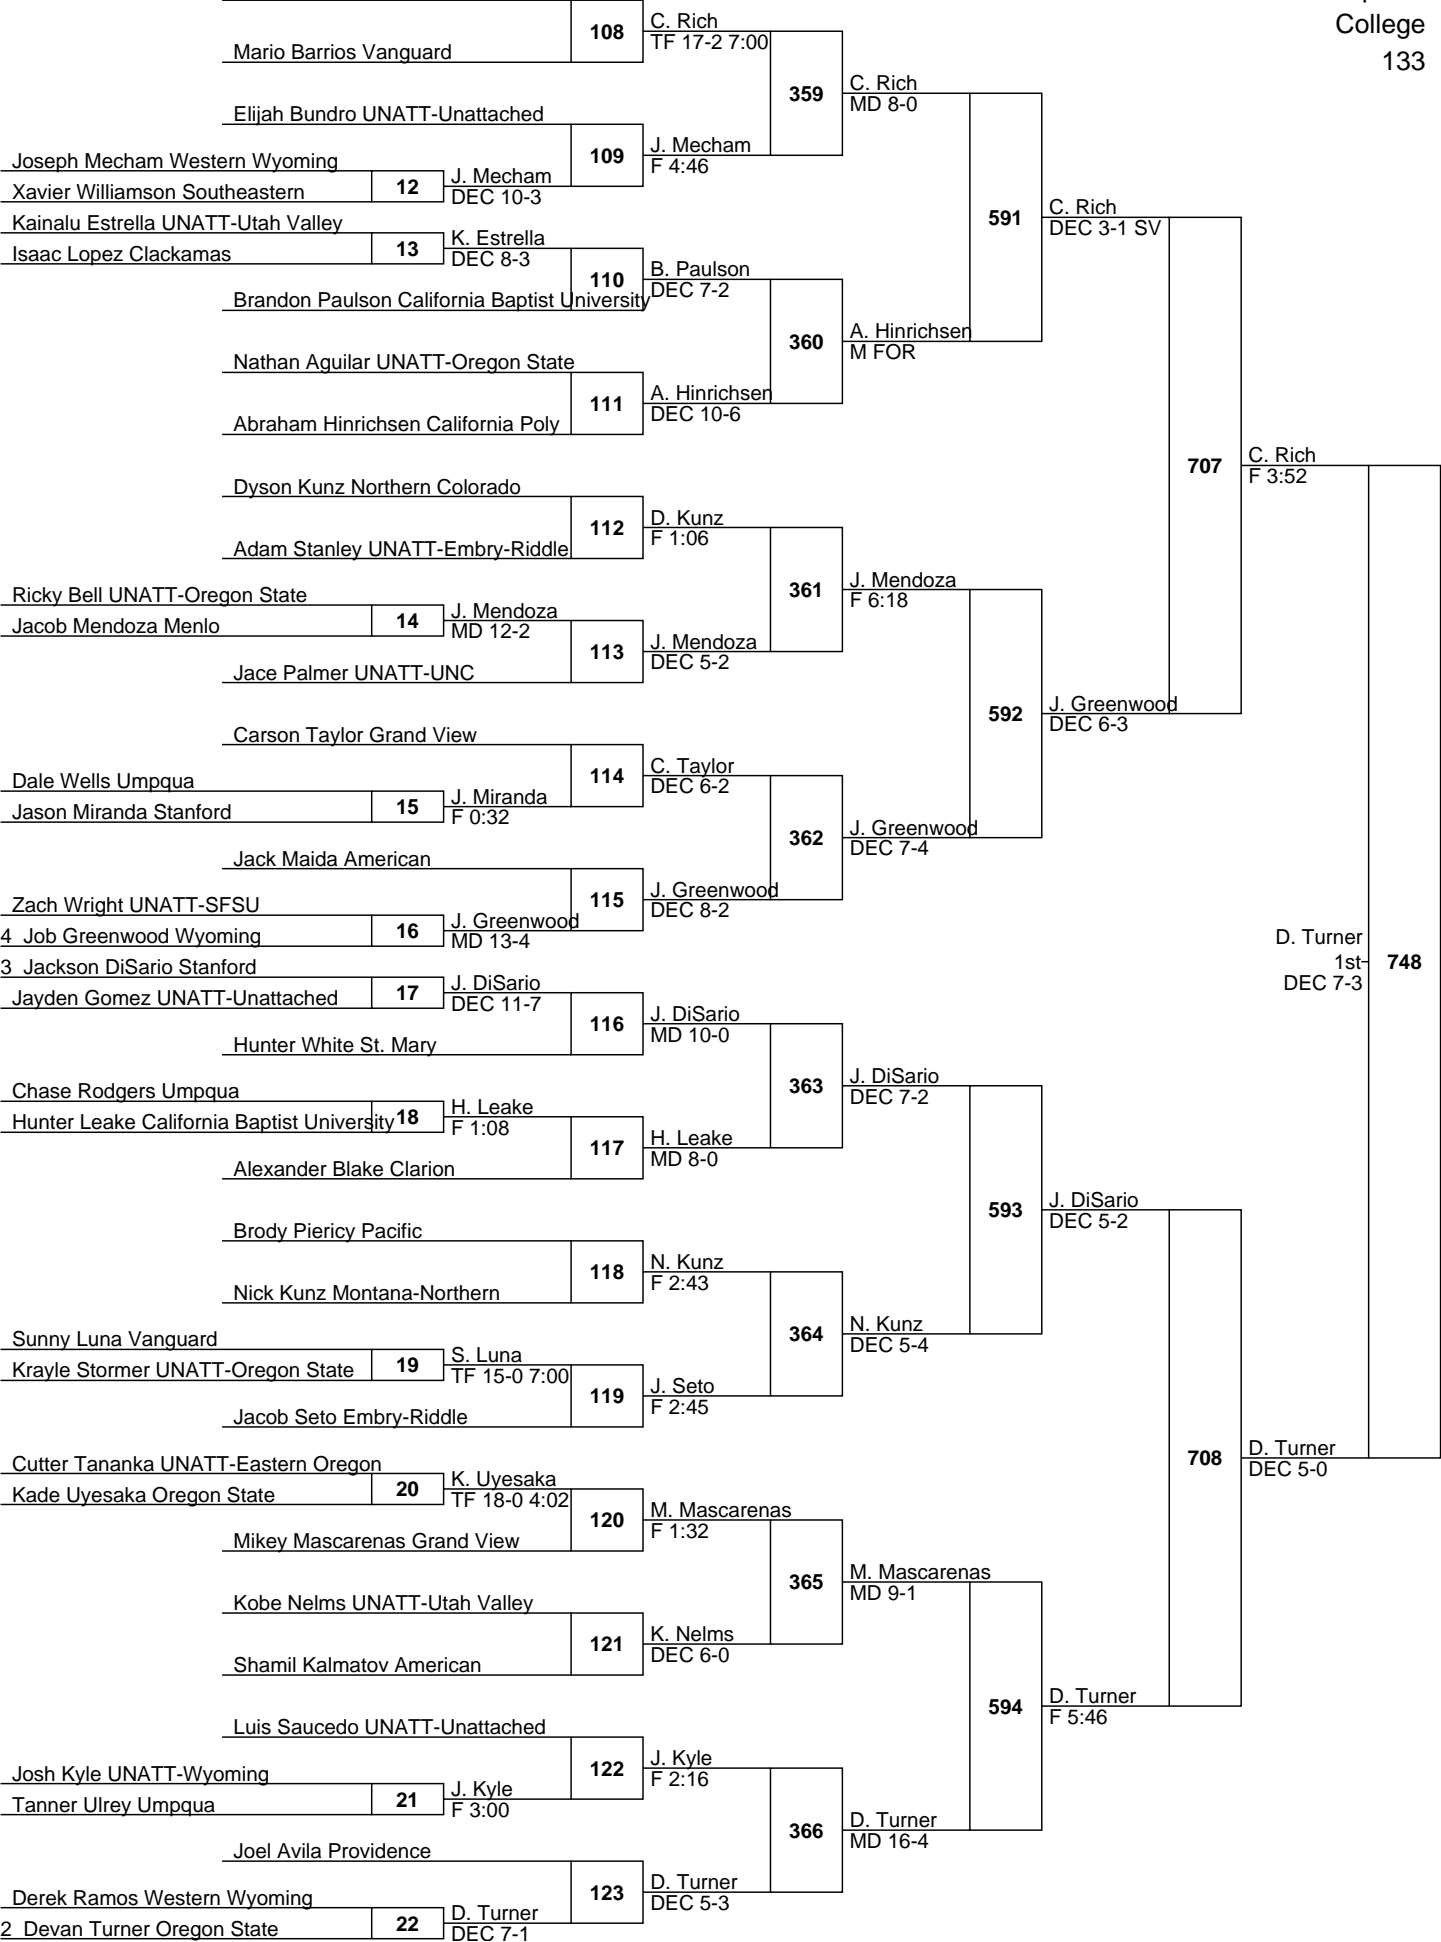 College
133
108
C. Rich
TF 17-2 7:00
Mario Barrios Vanguard
359
C. Rich
MD 8-0
Elijah Bundro UNATT-Unattached
109
J. Mecham
F 4:46
Joseph Mecham Western Wyoming
12
J. Mecham
DEC 10-3
Xavier Williamson Southeastern
591
C. Rich
DEC 3-1 SV
Kainalu Estrella UNATT-Utah Valley
13
K. Estrella
DEC 8-3
Isaac Lopez Clackamas
110
B. Paulson
DEC 7-2
Brandon Paulson California Baptist University
360
A. Hinrichsen
M FOR
Nathan Aguilar UNATT-Oregon State
111
A. Hinrichsen
DEC 10-6
Abraham Hinrichsen California Poly
707
C. Rich
F 3:52
Dyson Kunz Northern Colorado
112
D. Kunz
F 1:06
Adam Stanley UNATT-Embry-Riddle
361
J. Mendoza
F 6:18
Ricky Bell UNATT-Oregon State
14
J. Mendoza
MD 12-2
Jacob Mendoza Menlo
113
J. Mendoza
DEC 5-2
Jace Palmer UNATT-UNC
592
J. Greenwood
DEC 6-3
Carson Taylor Grand View
114
C. Taylor
DEC 6-2
Dale Wells Umpqua
15
J. Miranda
F 0:32
Jason Miranda Stanford
362
J. Greenwood
DEC 7-4
Jack Maida American
115
J. Greenwood
DEC 8-2
Zach Wright UNATT-SFSU
16
J. Greenwood
MD 13-4
4 Job Greenwood Wyoming
D. Turner
1st
DEC 7-3
748
3 Jackson DiSario Stanford
17
J. DiSario
DEC 11-7
Jayden Gomez UNATT-Unattached
116
J. DiSario
MD 10-0
Hunter White St. Mary
363
J. DiSario
DEC 7-2
Chase Rodgers Umpqua
18
H. Leake
F 1:08
Hunter Leake California Baptist University
117
H. Leake
MD 8-0
Alexander Blake Clarion
593
J. DiSario
DEC 5-2
Brody Piericy Pacific
118
N. Kunz
F 2:43
Nick Kunz Montana-Northern
364
N. Kunz
DEC 5-4
Sunny Luna Vanguard
19
S. Luna
TF 15-0 7:00
Krayle Stormer UNATT-Oregon State
119
J. Seto
F 2:45
Jacob Seto Embry-Riddle
708
D. Turner
DEC 5-0
Cutter Tananka UNATT-Eastern Oregon
20
K. Uyesaka
TF 18-0 4:02
Kade Uyesaka Oregon State
120
M. Mascarenas
F 1:32
Mikey Mascarenas Grand View
365
M. Mascarenas
MD 9-1
Kobe Nelms UNATT-Utah Valley
121
K. Nelms
DEC 6-0
Shamil Kalmatov American
594
D. Turner
F 5:46
Luis Saucedo UNATT-Unattached
122
J. Kyle
F 2:16
Josh Kyle UNATT-Wyoming
21
J. Kyle
F 3:00
Tanner Ulrey Umpqua
366
D. Turner
MD 16-4
Joel Avila Providence
123
D. Turner
DEC 5-3
Derek Ramos Western Wyoming
22
D. Turner
DEC 7-1
2 Devan Turner Oregon State